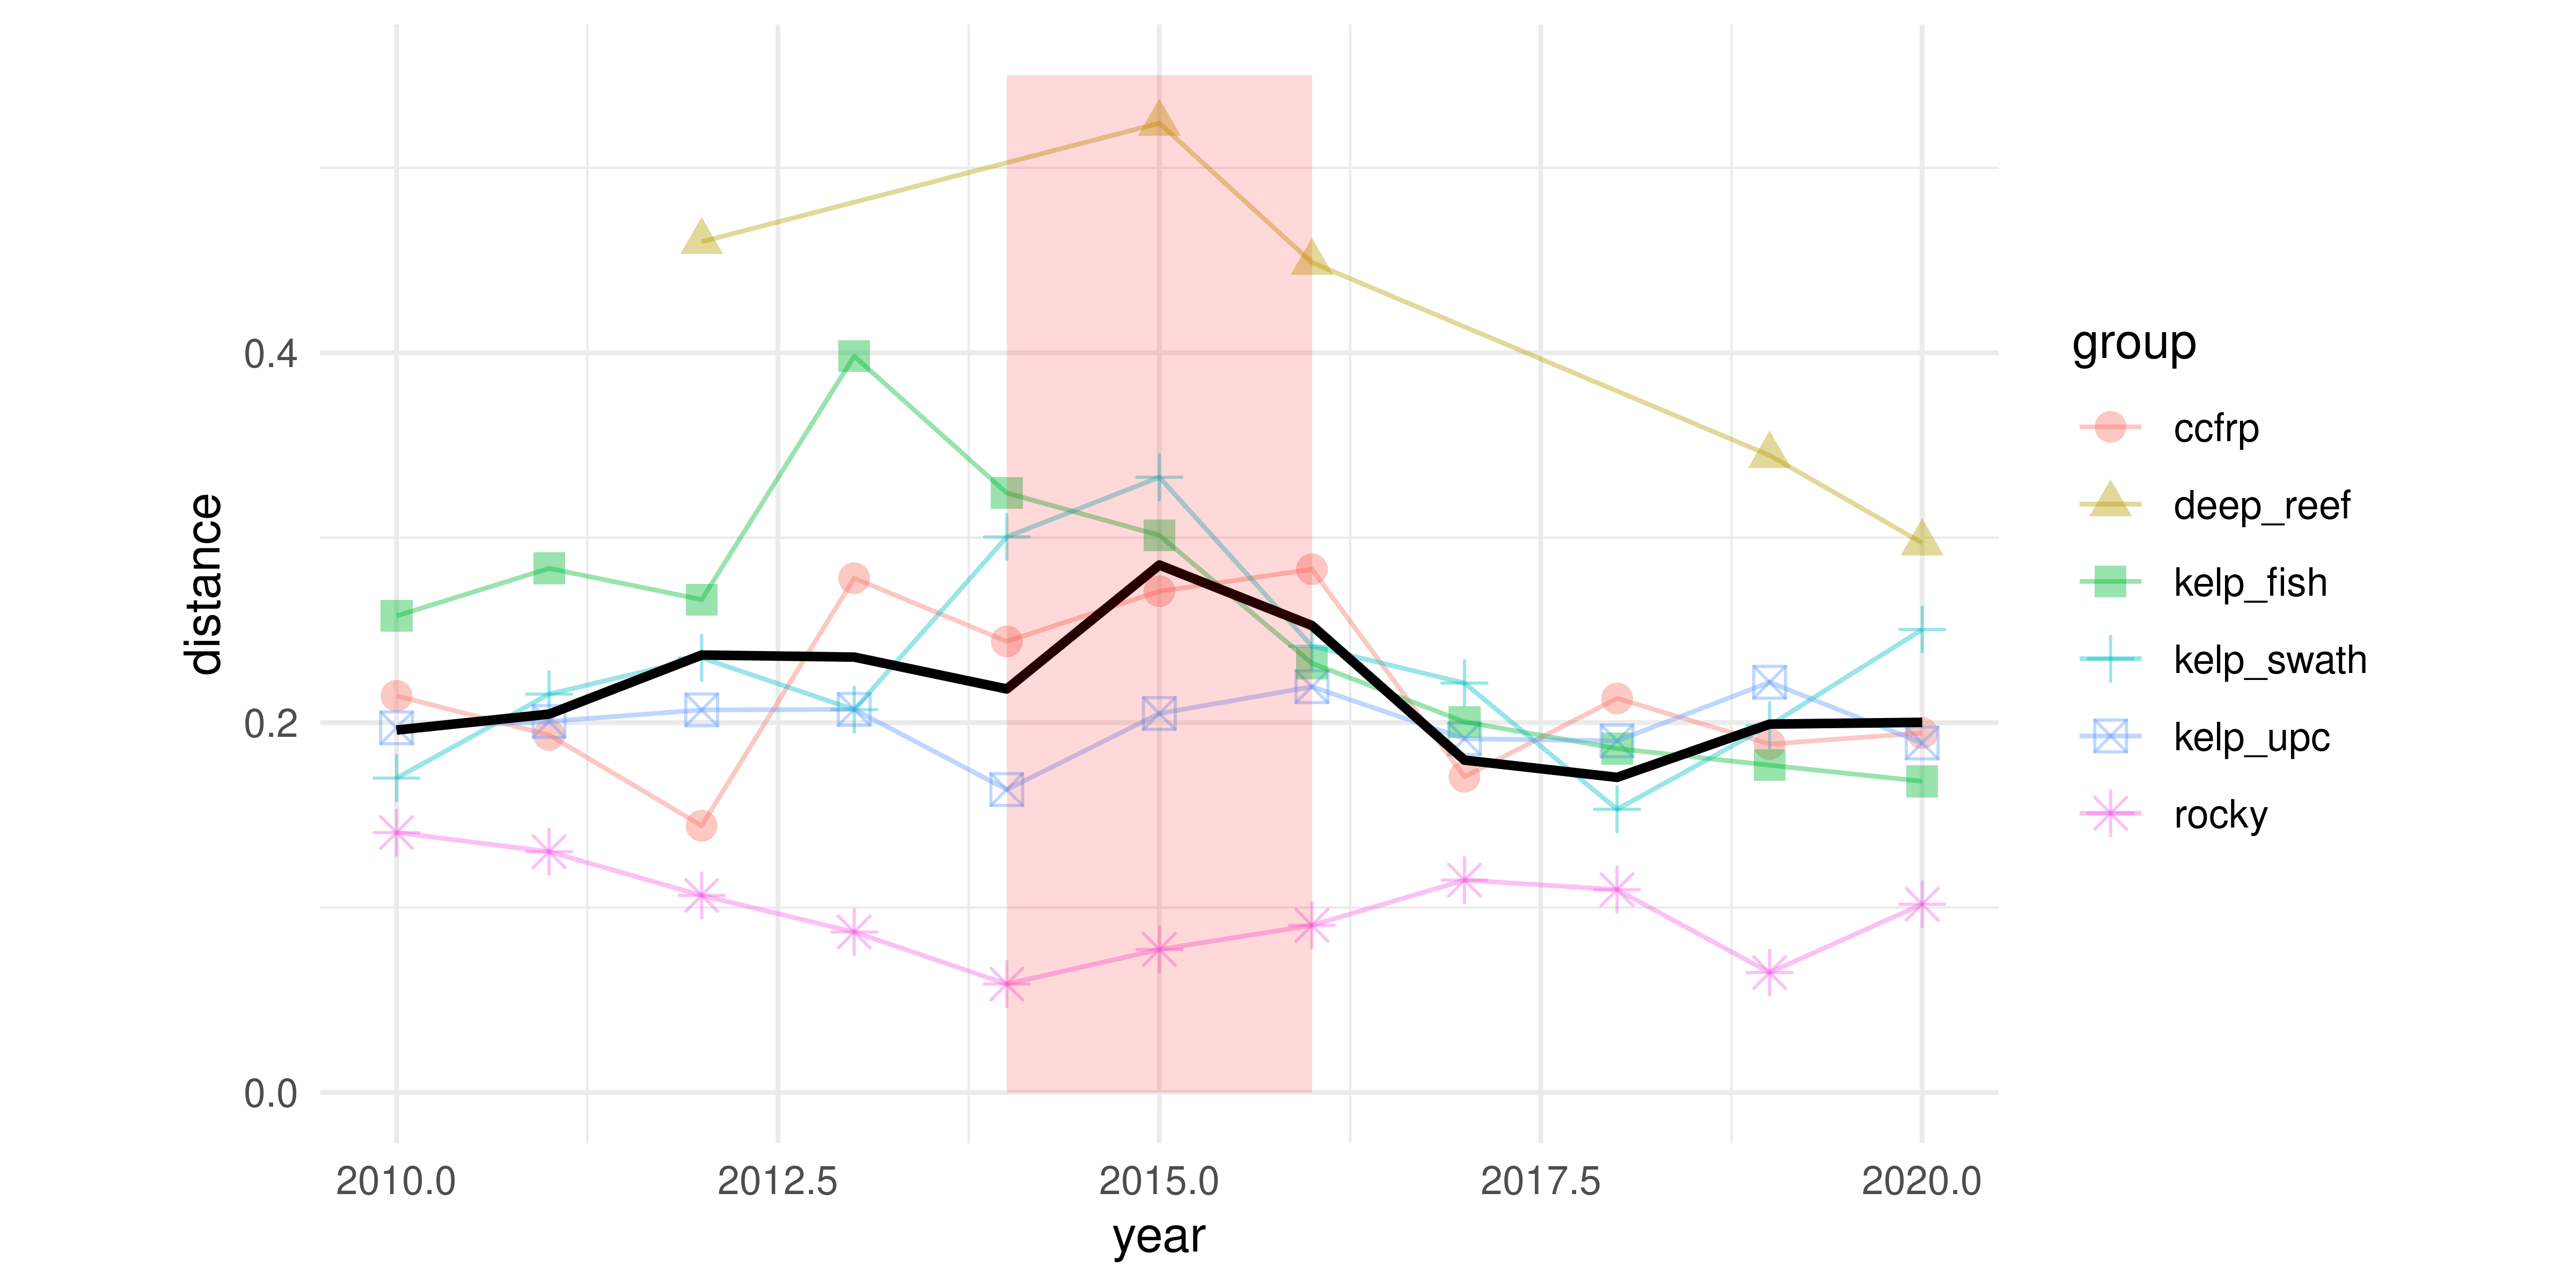 distance
0.4
0.2
0.0
2010.0
2012.5
2015.0
2017.5
2020.0
year
group
ccfrp
deep_reef
kelp_fish
kelp_swath
kelp_upc
rocky